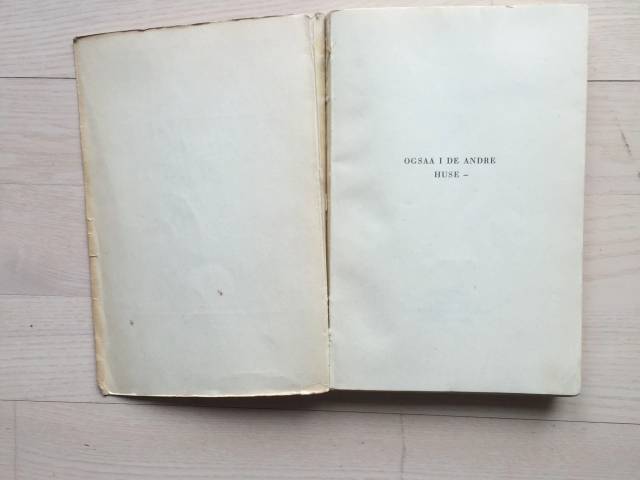 OGSAA I DE ANDRE
HUSE –